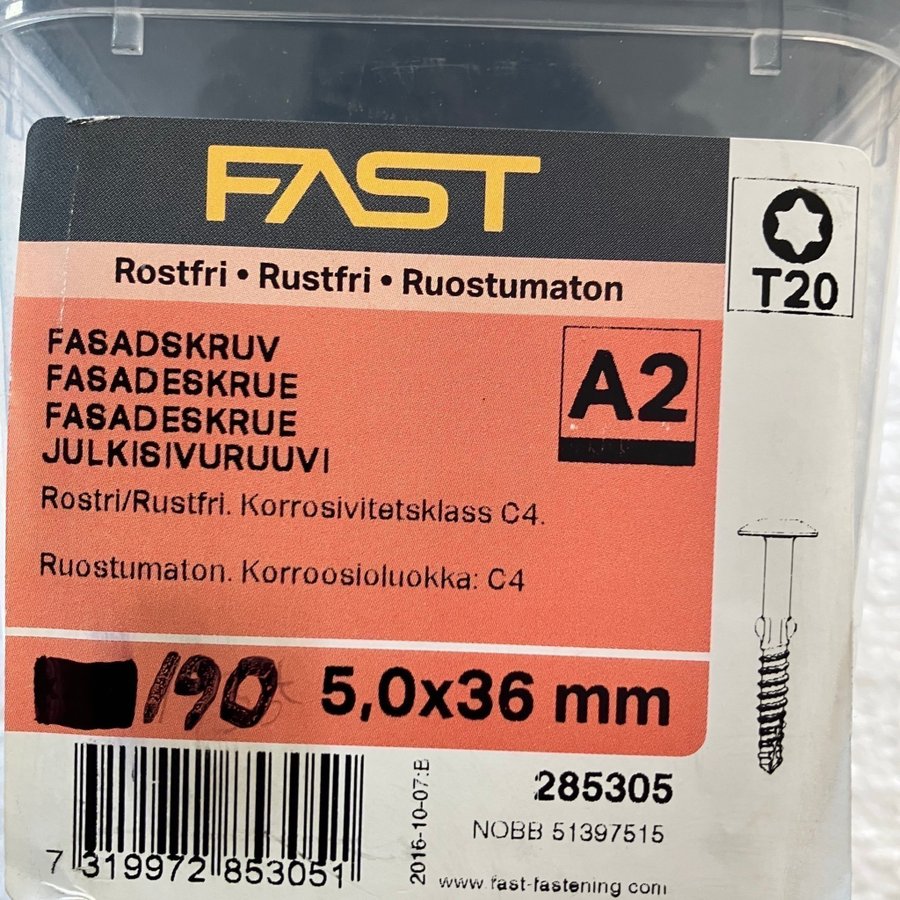 FAST
Rostfri • Rustfri • Ruostumaton
T20
FASADSKRUV
FASADESKRUE
FASADESKRUE
JULKISIVURUUVI
A2
Rostri/Rustfri. Korrosivitetsklass C4.
Ruostumaton. Korroosioluokka: C4
190
5,0x36 mm
285305
NOBB 51397515
7 319972 853051
2016-10-07:B
www.fast-fastening.com